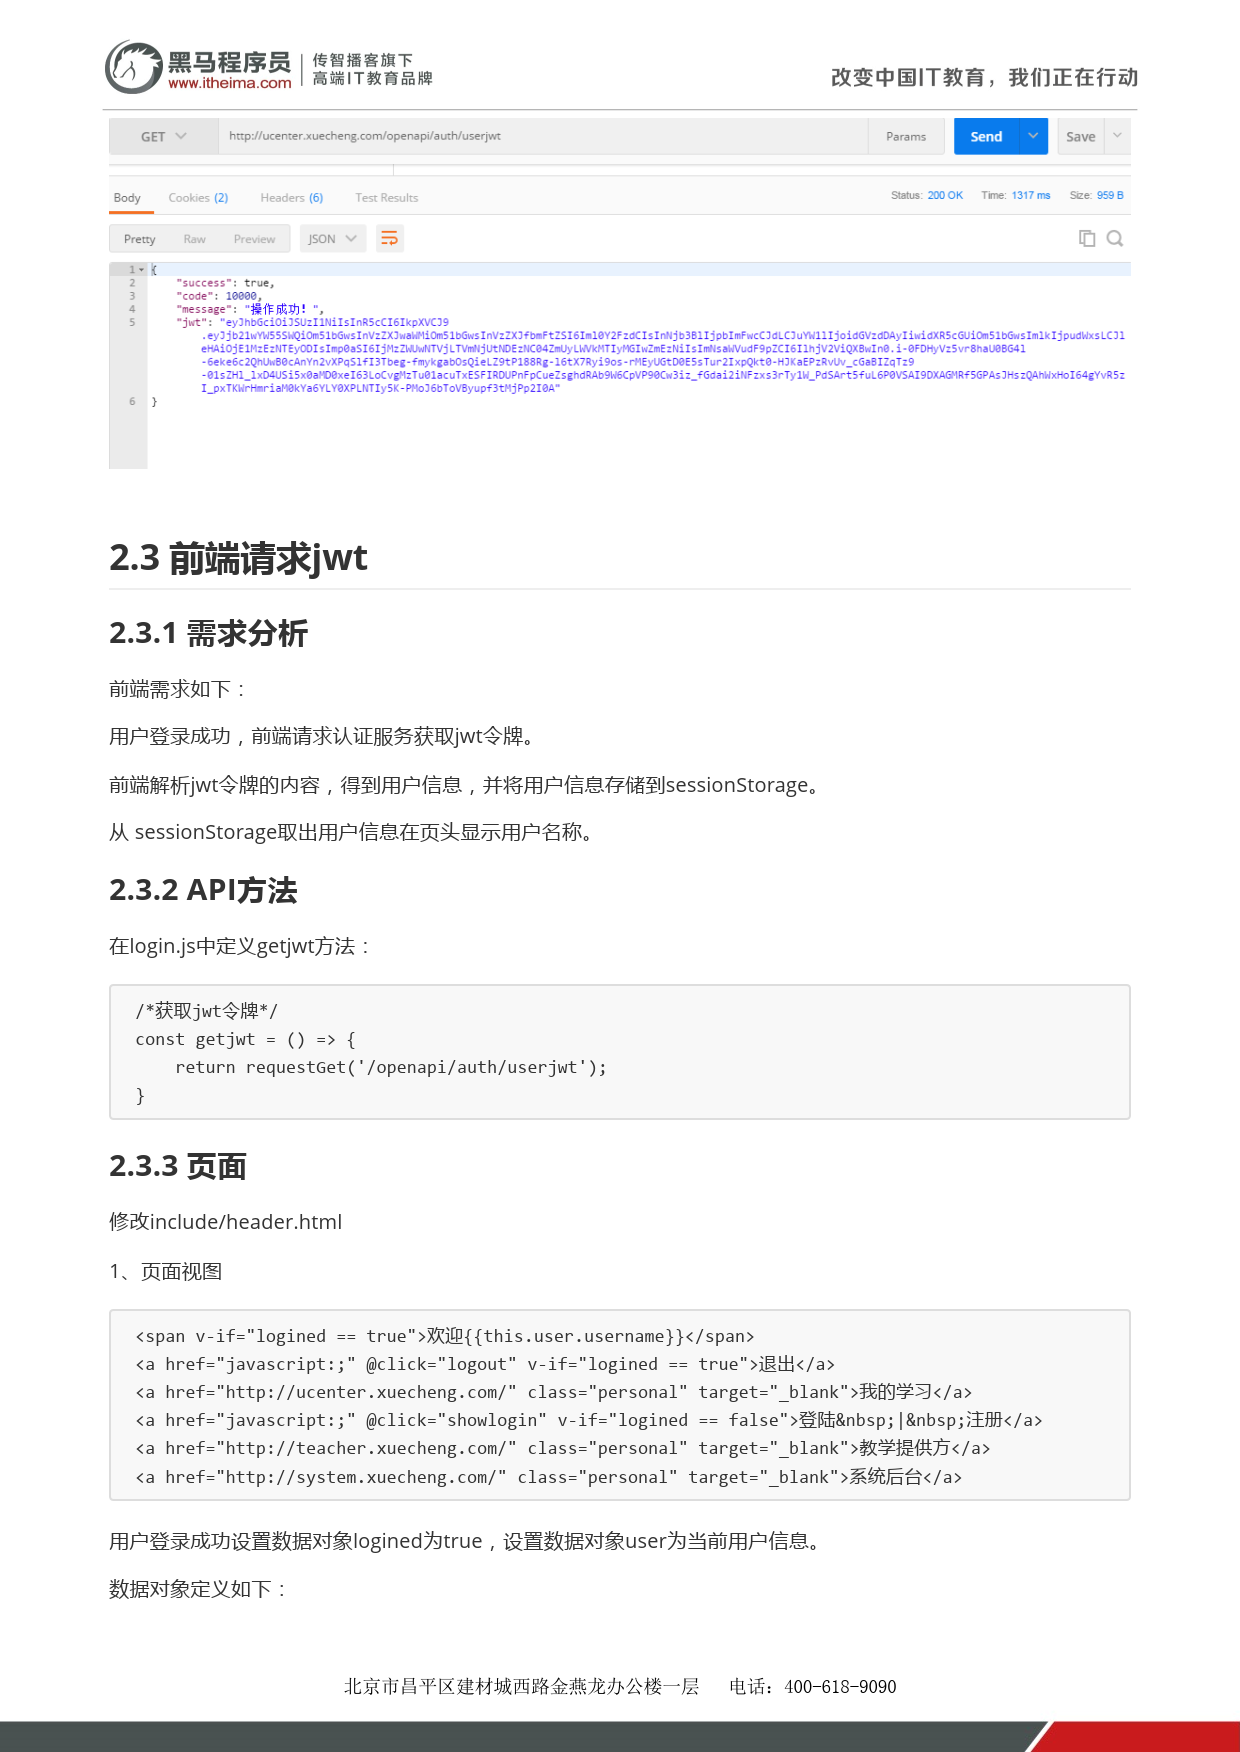 黑马程序员
www.itheima.com
传智播客旗下
高端IT教育品牌
改变中国IT教育，我们正在行动
GET
http://ucenter.xuecheng.com/openapi/auth/userjwt
Params
Send
Save
Body
Cookies (2)
Headers (6)
Test Results
Status: 200 OK
Time: 1317 ms
Size: 959 B
Pretty
Raw
Preview
JSON
1 {
2 "success": true,
3 "code": 10000,
4 "message": "操作成功！",
5 "jwt": "eyJhbGciOiJSUzI1NiIsInR5cCI6IkpXVCJ9
6 }
2.3 前端请求jwt
2.3.1 需求分析
前端需求如下：
用户登录成功，前端请求认证服务获取jwt令牌。
前端解析jwt令牌的内容，得到用户信息，并将用户信息存储到sessionStorage。
从 sessionStorage取出用户信息在页头显示用户名称。
2.3.2 API方法
在login.js中定义getjwt方法：
/*获取jwt令牌*/
const getjwt = () => {
    return requestGet('/openapi/auth/userjwt');
}
2.3.3 页面
修改include/header.html
1、页面视图
<span v-if="logined == true">欢迎{{this.user.username}}</span>
<a href="javascript:;" @click="logout" v-if="logined == true">退出</a>
<a href="http://ucenter.xuecheng.com/" class="personal" target="_blank">我的学习</a>
<a href="javascript:;" @click="showlogin" v-if="logined == false">登陆&nbsp;|&nbsp;注册</a>
<a href="http://teacher.xuecheng.com/" class="personal" target="_blank">教学提供方</a>
<a href="http://system.xuecheng.com/" class="personal" target="_blank">系统后台</a>
用户登录成功设置数据对象logined为true，设置数据对象user为当前用户信息。
数据对象定义如下：
北京市昌平区建材城西路金燕龙办公楼一层 电话：400-618-9090